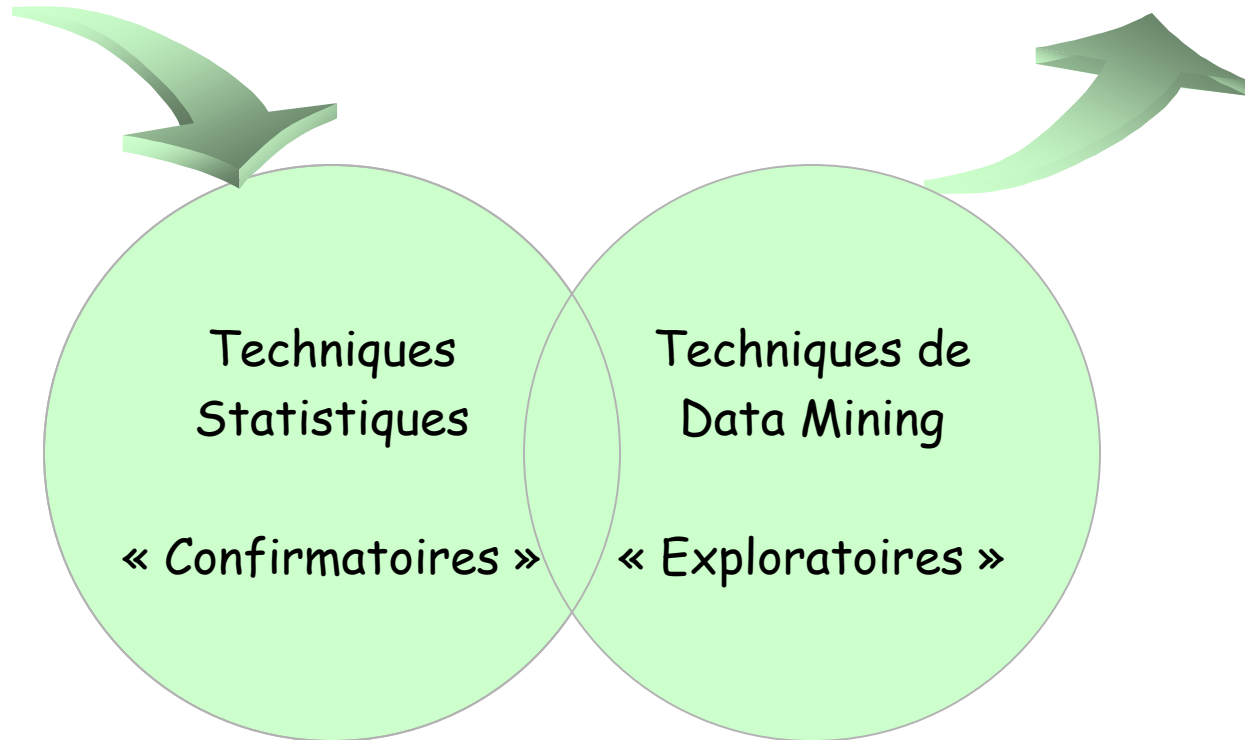 Techniques
Statistiques
« Confirmatoires »
Techniques de
Data Mining
« Exploratoires »